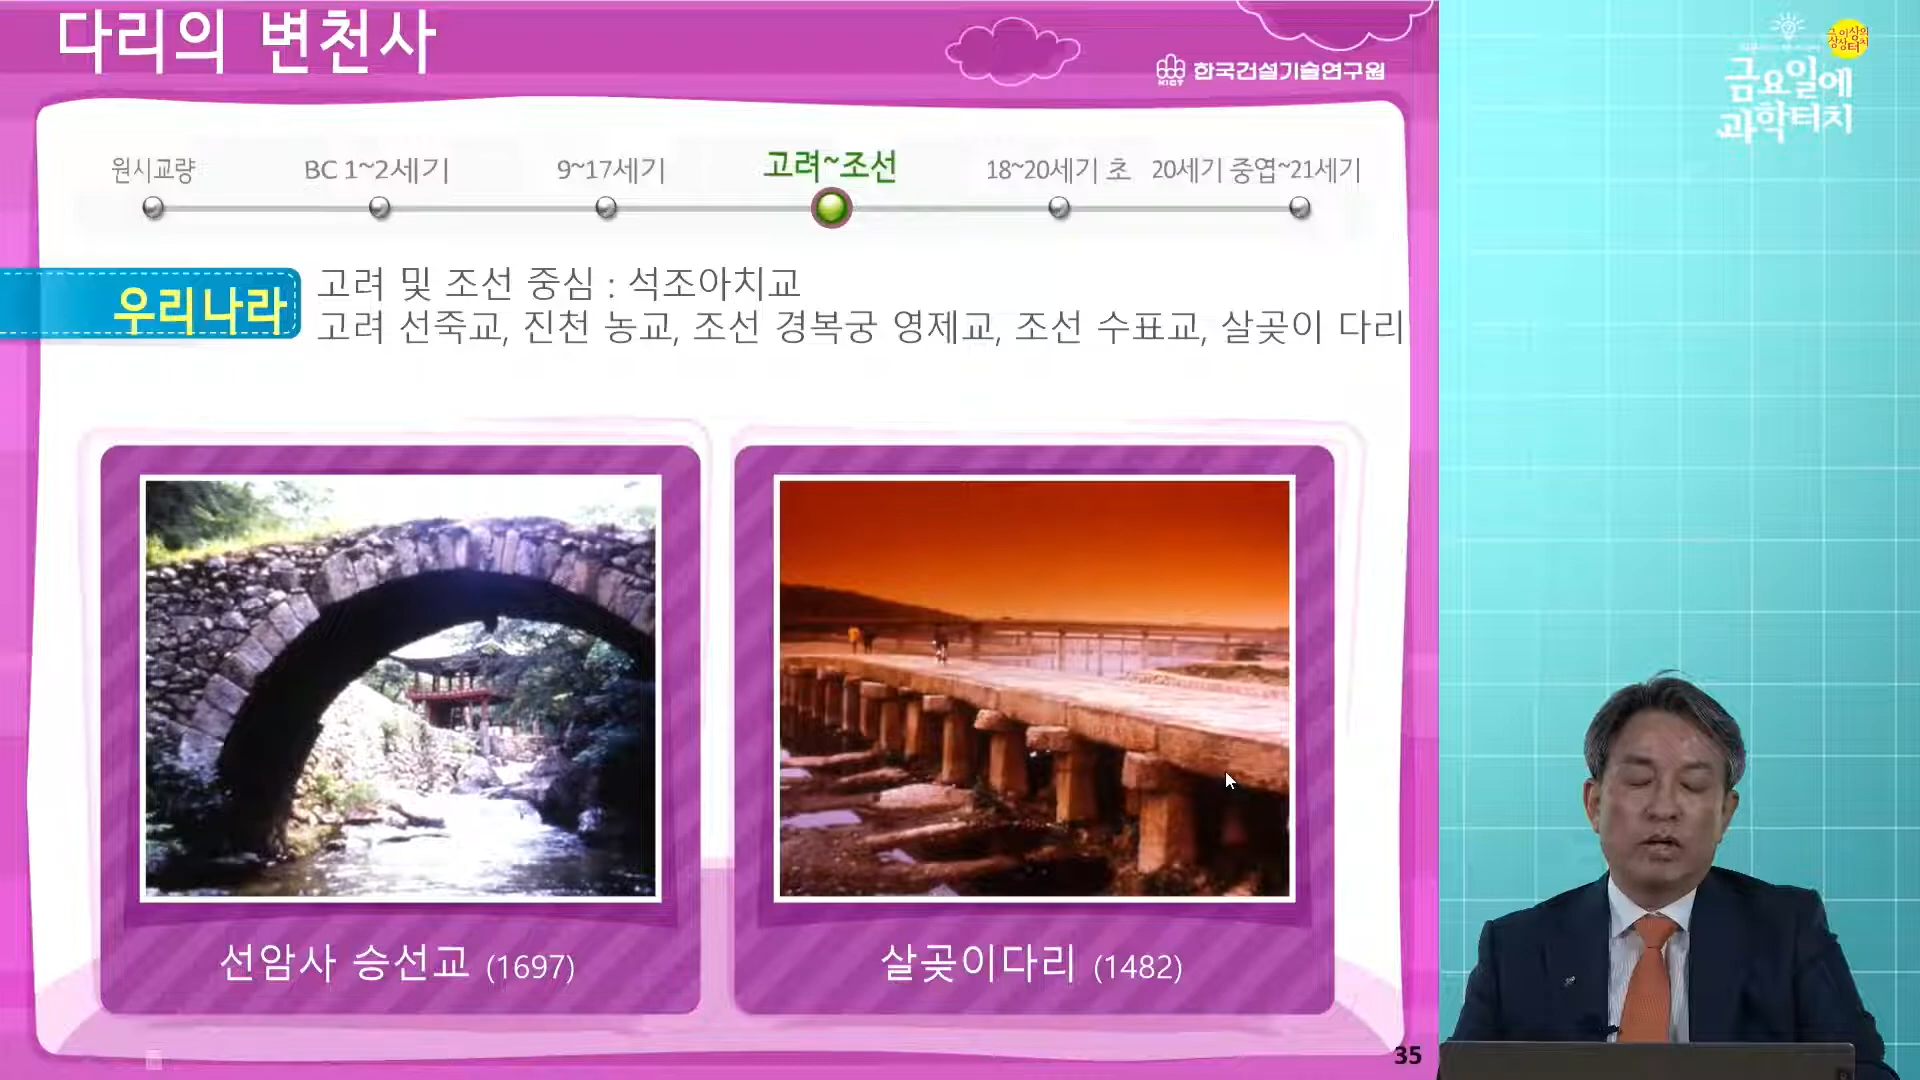 다리의 변천사
한국건설기술연구원
KICT
금요일에
과학터치
원시교량
BC 1~2세기
9~17세기
고려~조선
18~20세기 초
20세기 중엽~21세기
우리나라
고려 및 조선 중심 : 석조아치교
고려 선죽교, 진천 농교, 조선 경복궁 영제교, 조선 수표교, 살곶이 다리
선암사 승선교 (1697)
살곶이다리 (1482)
35